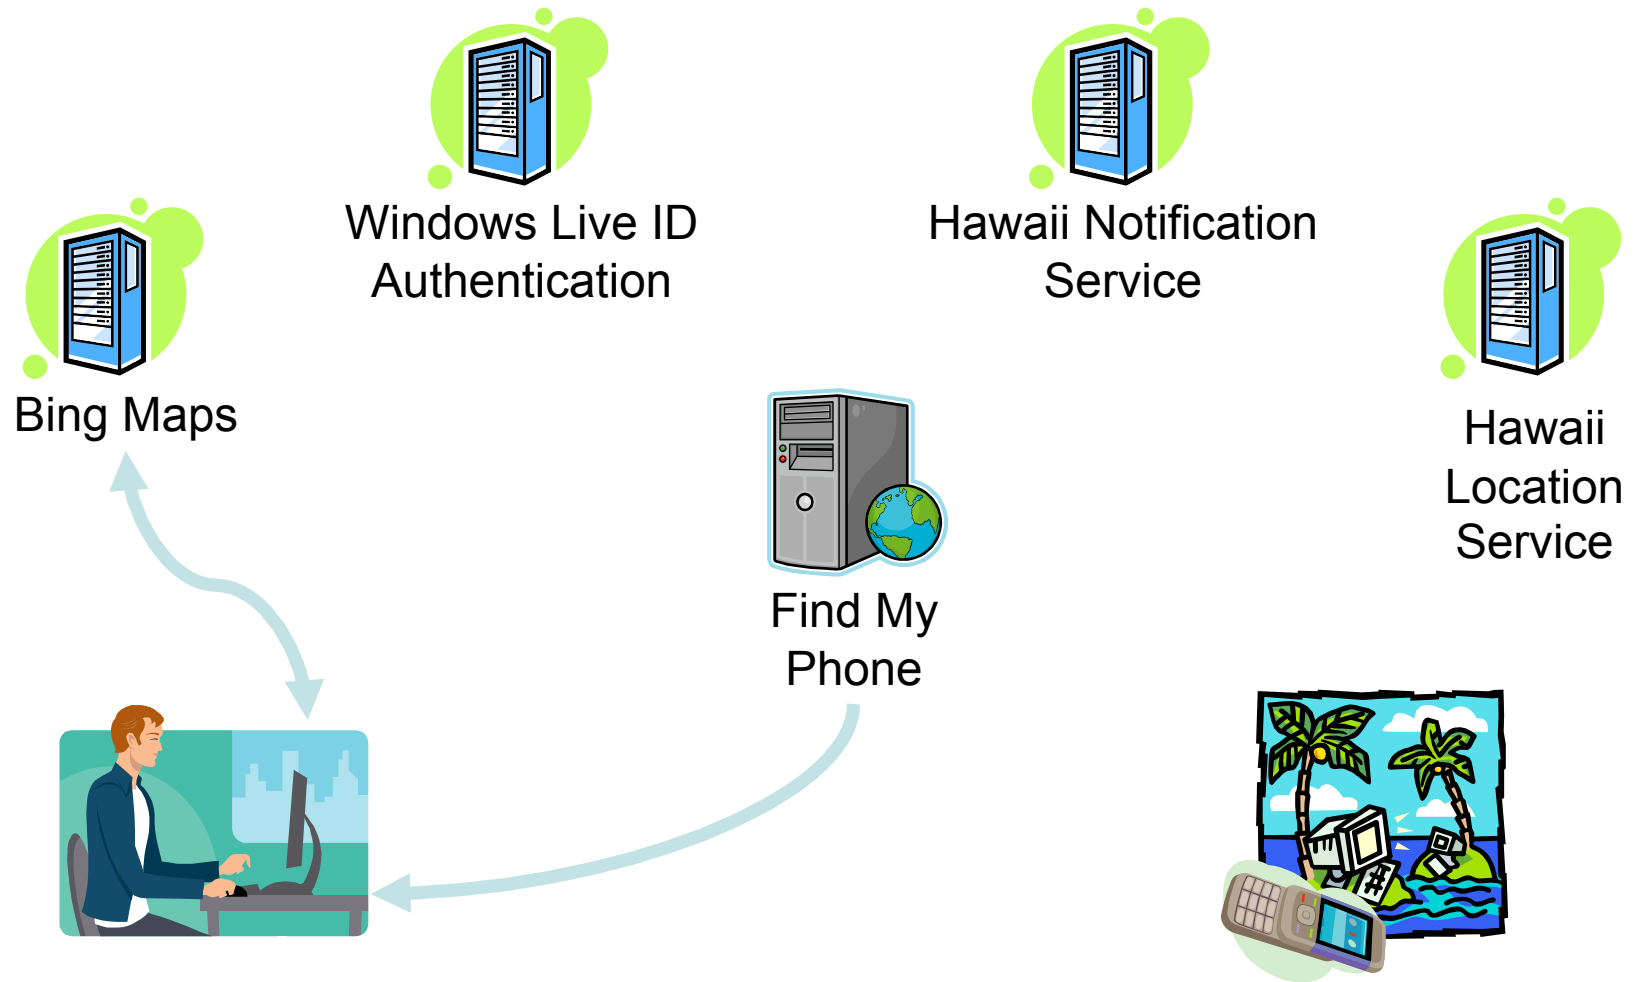 Windows Live ID
Authentication
Hawaii Notification
Service
Bing Maps
Hawaii
Location
Service
Find My
Phone